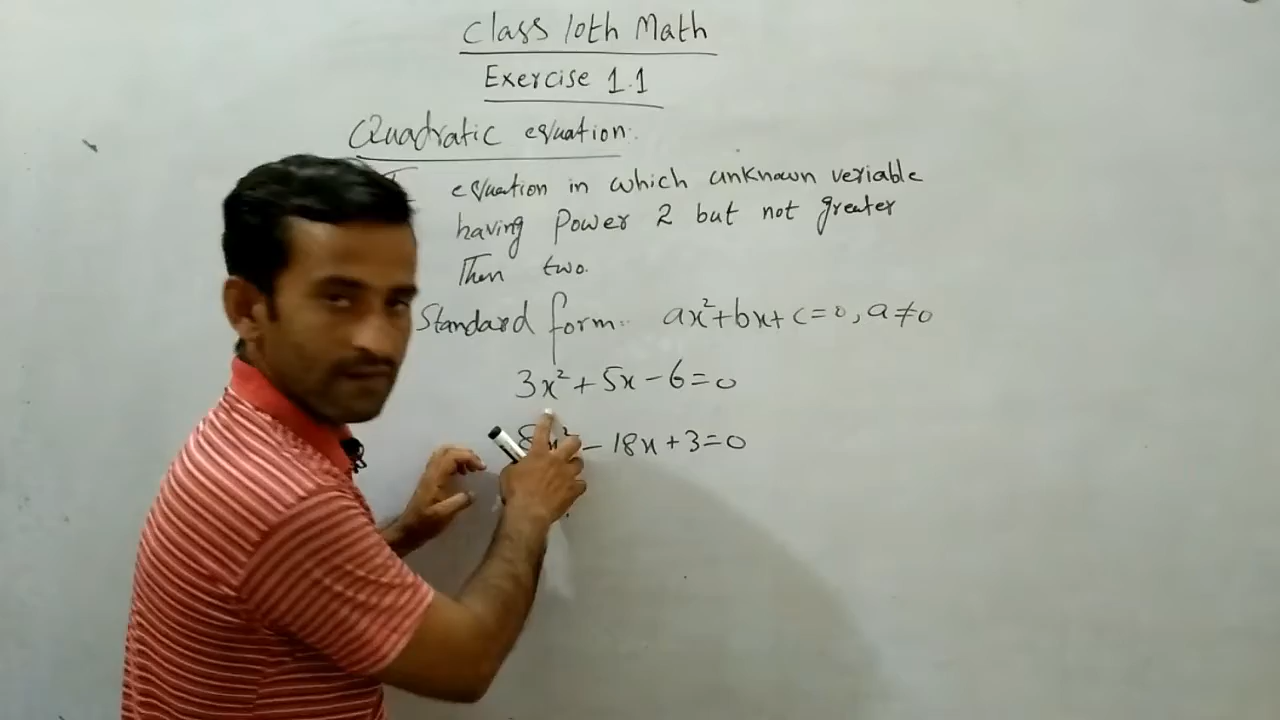 Class 10th Math
Exercise 1.1
Quadratic equation:
equation in which unknown veriable
having Power 2 but not greater
Then two.
Standard form: ax²+bx+c=0, a≠0
3x²+5x-6=0
8x²-18x+3=0